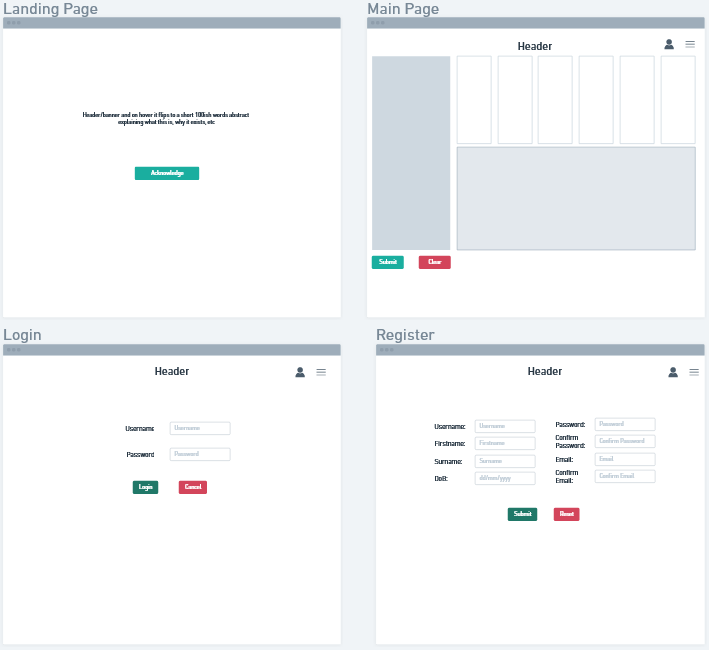 Landing Page
Header/banner and on hover it flips to a short 100ish words abstract
explaining what this is, why it exists, etc
Acknowledge
Main Page
Header
Submit
Clear
Login
Header
Username
Username
Password
Password
Login
Cancel
Register
Header
Username:
Username
Firstname:
Firstname
Surname:
Surname
DoB:
dd/mm/yyyy
Password:
Password
Confirm
Password:
Confirm Password
Email:
Email
Confirm
Email:
Confirm Email
Submit
Reset